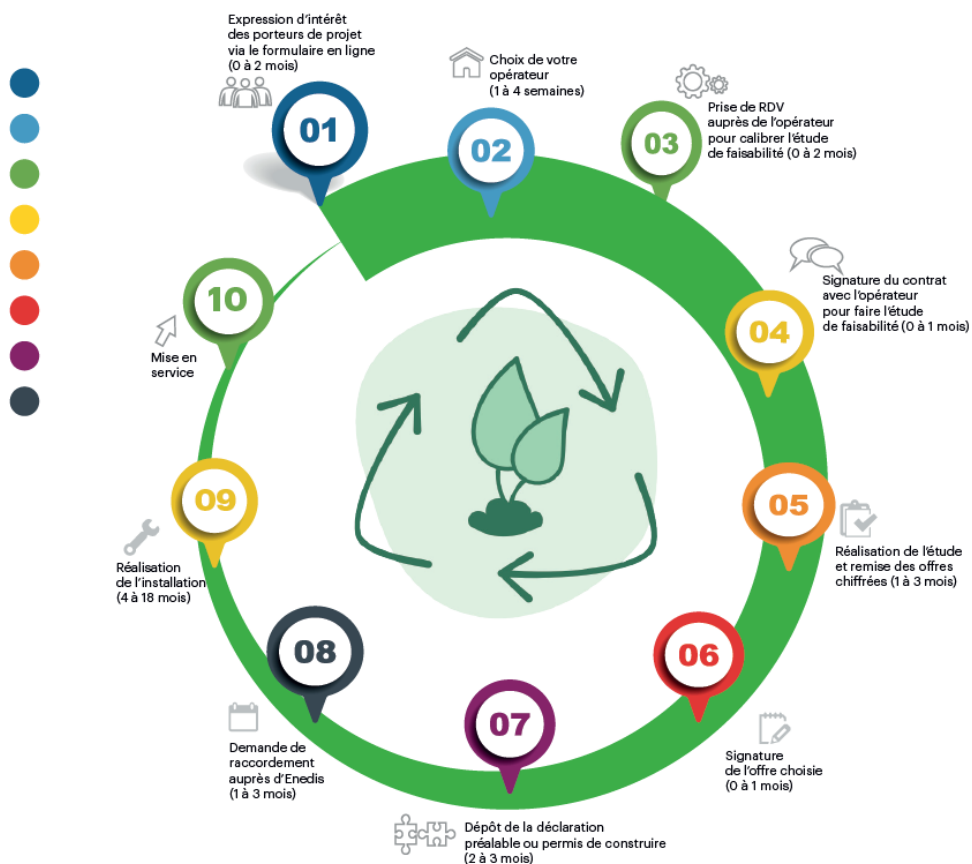 01
Expression d'intérêt
des porteurs de projet
via le formulaire en ligne
(0 à 2 mois)
02
Choix de votre
opérateur
(1 à 4 semaines)
03
Prise de RDV
auprès de l'opérateur
pour calibrer l'étude
de faisabilité (0 à 2 mois)
04
Signature du contrat
avec l'opérateur
pour faire l'étude
de faisabilité (0 à 1 mois)
05
Réalisation de l'étude
et remise des offres
chiffrées (1 à 3 mois)
06
Signature
de l'offre choisie
(0 à 1 mois)
07
Dépôt de la déclaration
préalable ou permis de construire
(2 à 3 mois)
08
Demande de
raccordement
auprès d'Enedis
(1 à 3 mois)
09
Réalisation
de l'installation
(4 à 18 mois)
10
Mise en
service